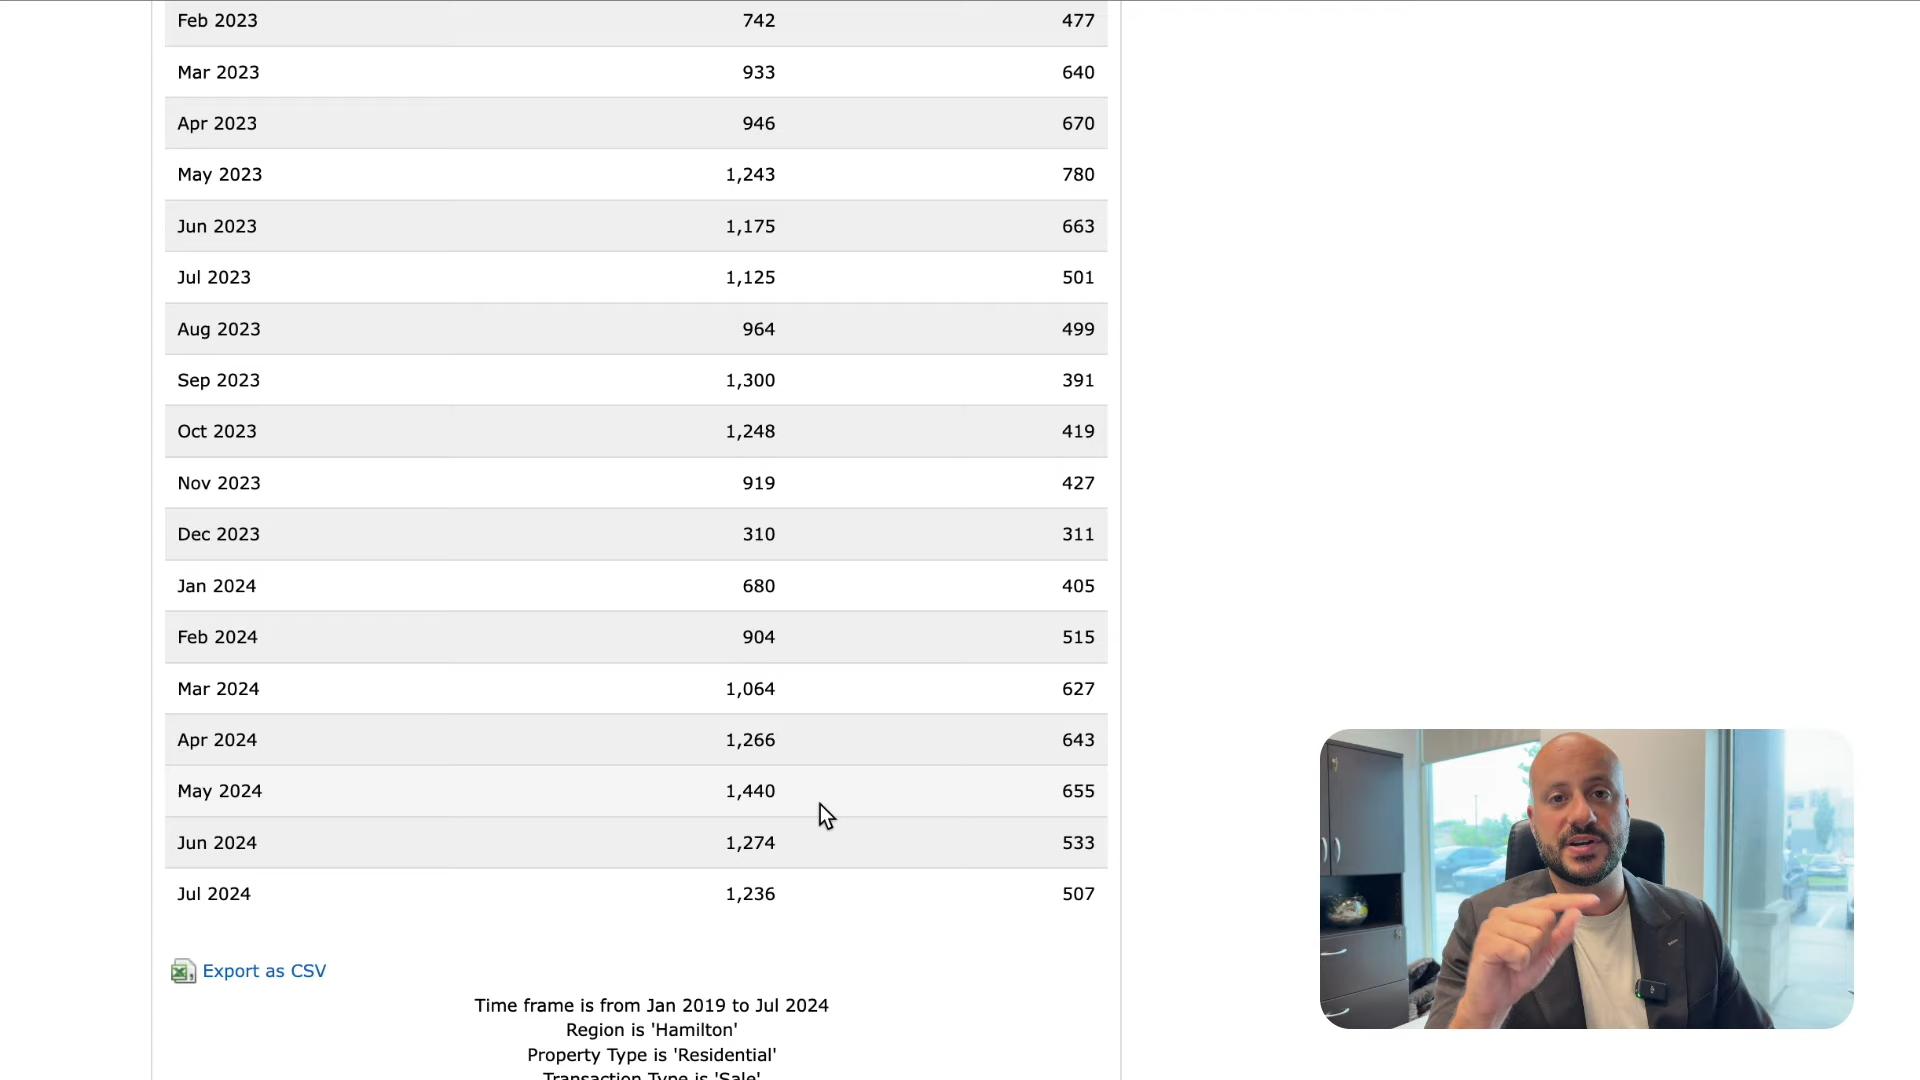 Feb 2023 742 477
Mar 2023 933 640
Apr 2023 946 670
May 2023 1,243 780
Jun 2023 1,175 663
Jul 2023 1,125 501
Aug 2023 964 499
Sep 2023 1,300 391
Oct 2023 1,248 419
Nov 2023 919 427
Dec 2023 310 311
Jan 2024 680 405
Feb 2024 904 515
Mar 2024 1,064 627
Apr 2024 1,266 643
May 2024 1,440 655
Jun 2024 1,274 533
Jul 2024 1,236 507
Export as CSV
Time frame is from Jan 2019 to Jul 2024
Region is 'Hamilton'
Property Type is 'Residential'
Transaction Type is 'Sale'